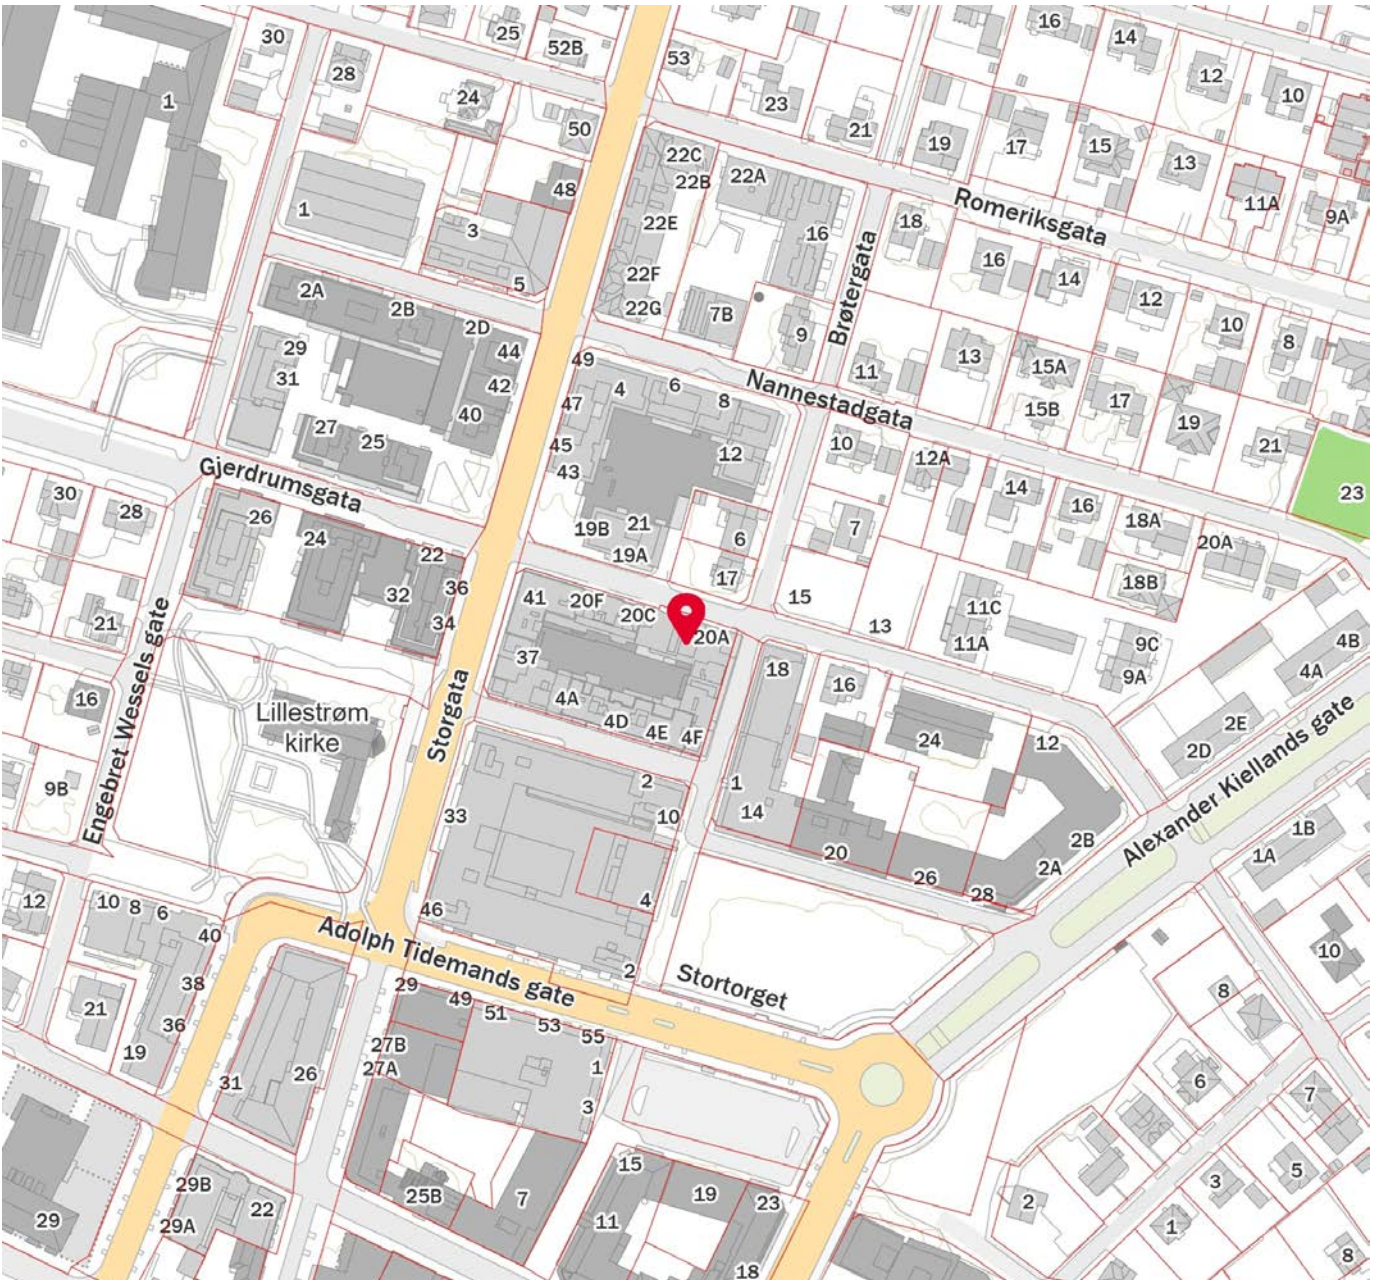 30
25
52B
53
16
14
28
24
23
12
10
1
50
21
19
17
15
13
48
22C
22B
22A
11A
9A
1
3
22E
16
18
Romeriksgata
5
22F
22G
7B
Brøtergata
16
14
12
2A
2B
2D
44
9
10
8
29
31
42
49
4
6
8
11
13
15A
Nannestadgata
40
47
15B
17
19
27
25
45
43
12
10
12A
21
Gjerdrumsgata
30
28
26
24
19B
21
19A
6
7
14
16
18A
20A
23
22
32
36
34
17
15
13
18B
21
Engebret Wessels gate
41
20F
20C
20A
11C
11A
9C
9A
4B
4A
16
37
4A
4D
4E
4F
18
16
24
12
2E
2D
Lillestrøm
kirke
Storgata
Alexander Kiellands gate
9B
33
2
10
1
14
20
26
28
2A
2B
1B
1A
12
10
8
6
40
46
4
Adolph Tidemands gate
2
Stortorget
10
38
36
21
19
29
49
51
53
55
8
27B
27A
1
3
31
26
6
7
29B
29A
22
25B
7
15
19
23
11
18
2
3
5
1
8
29